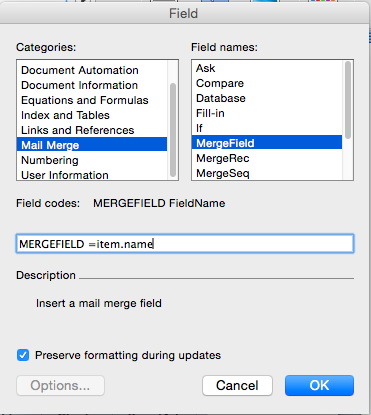 Field
Categories:
Field names:
Document Automation
Document Information
Equations and Formulas
Index and Tables
Links and References
Mail Merge
Numbering
User Information
Ask
Compare
Database
Fill-in
If
MergeField
MergeRec
MergeSeq
Field codes: MERGEFIELD FieldName
MERGEFIELD =item.name
Description
Insert a mail merge field
Preserve formatting during updates
Options...
Cancel
OK